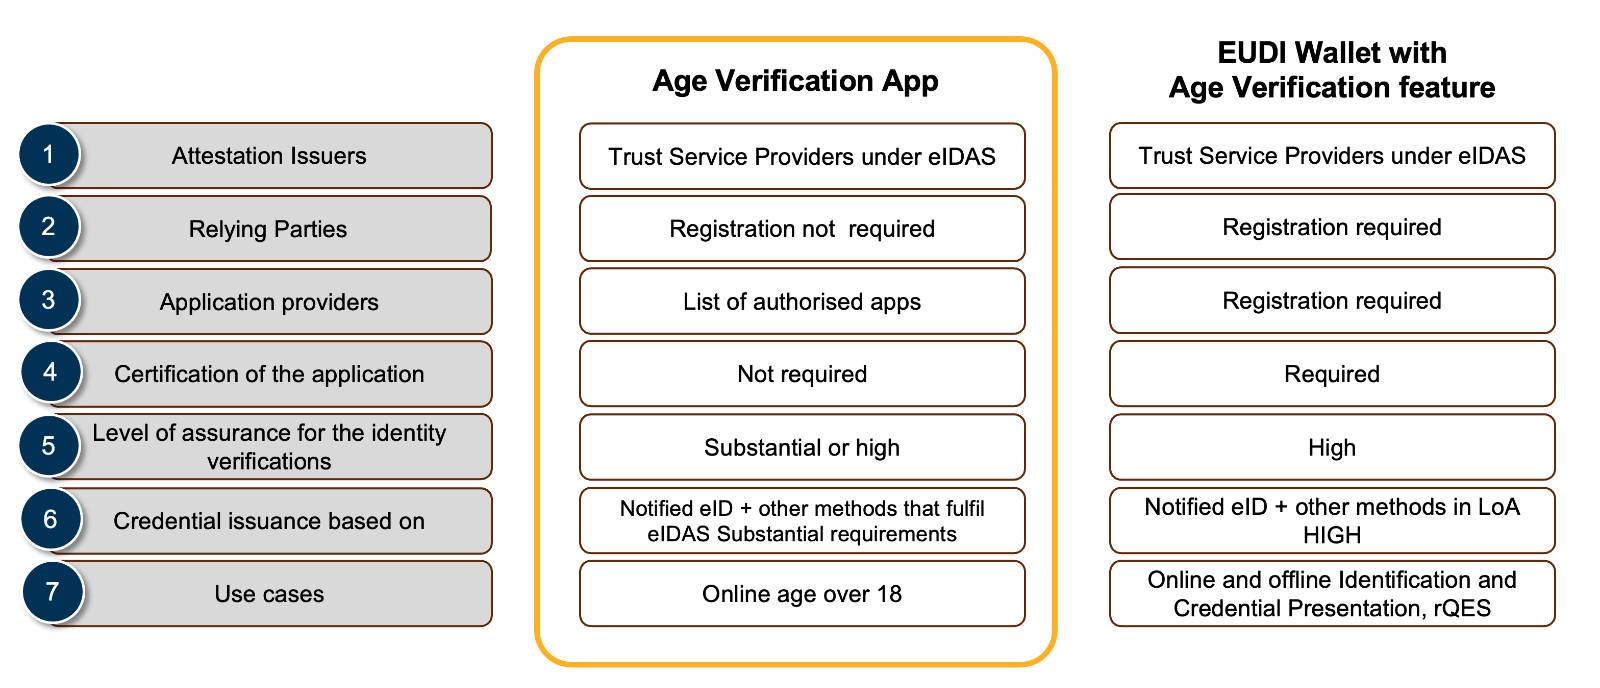 Age Verification App
EUDI Wallet with
Age Verification feature
1
Attestation Issuers
Trust Service Providers under eIDAS
Trust Service Providers under eIDAS
2
Relying Parties
Registration not  required
Registration required
3
Application providers
List of authorised apps
Registration required
4
Certification of the application
Not required
Required
5
Level of assurance for the identity
verifications
Substantial or high
High
6
Credential issuance based on
Notified eID + other methods that fulfil
eIDAS Substantial requirements
Notified eID + other methods in LoA
HIGH
7
Use cases
Online age over 18
Online and offline Identification and
Credential Presentation, rQES